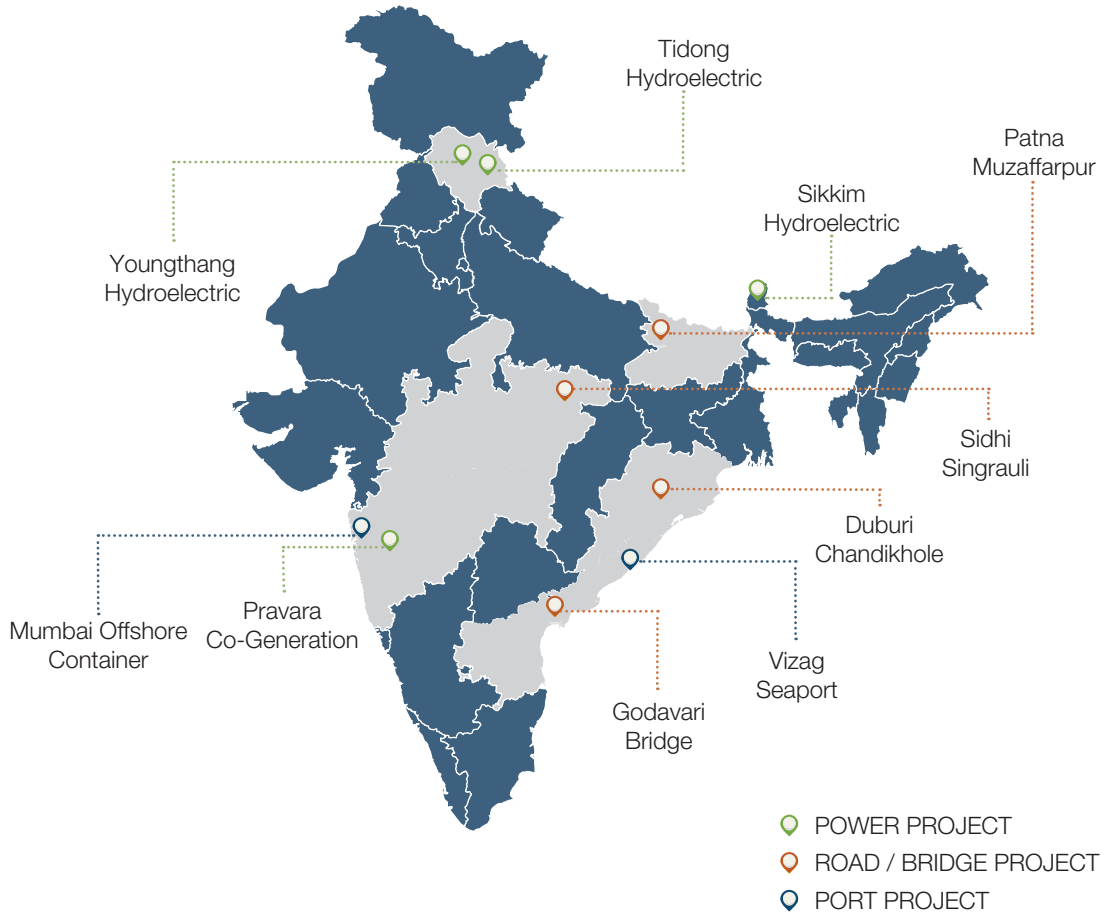 Tidong
Hydroelectric
Patna
Muzaffarpur
Sikkim
Hydroelectric
Youngthang
Hydroelectric
Sidhi
Singrauli
Duburi
Chandikhole
Mumbai Offshore
Container
Pravara
Co-Generation
Vizag
Seaport
Godavari
Bridge
POWER PROJECT
ROAD / BRIDGE PROJECT
PORT PROJECT